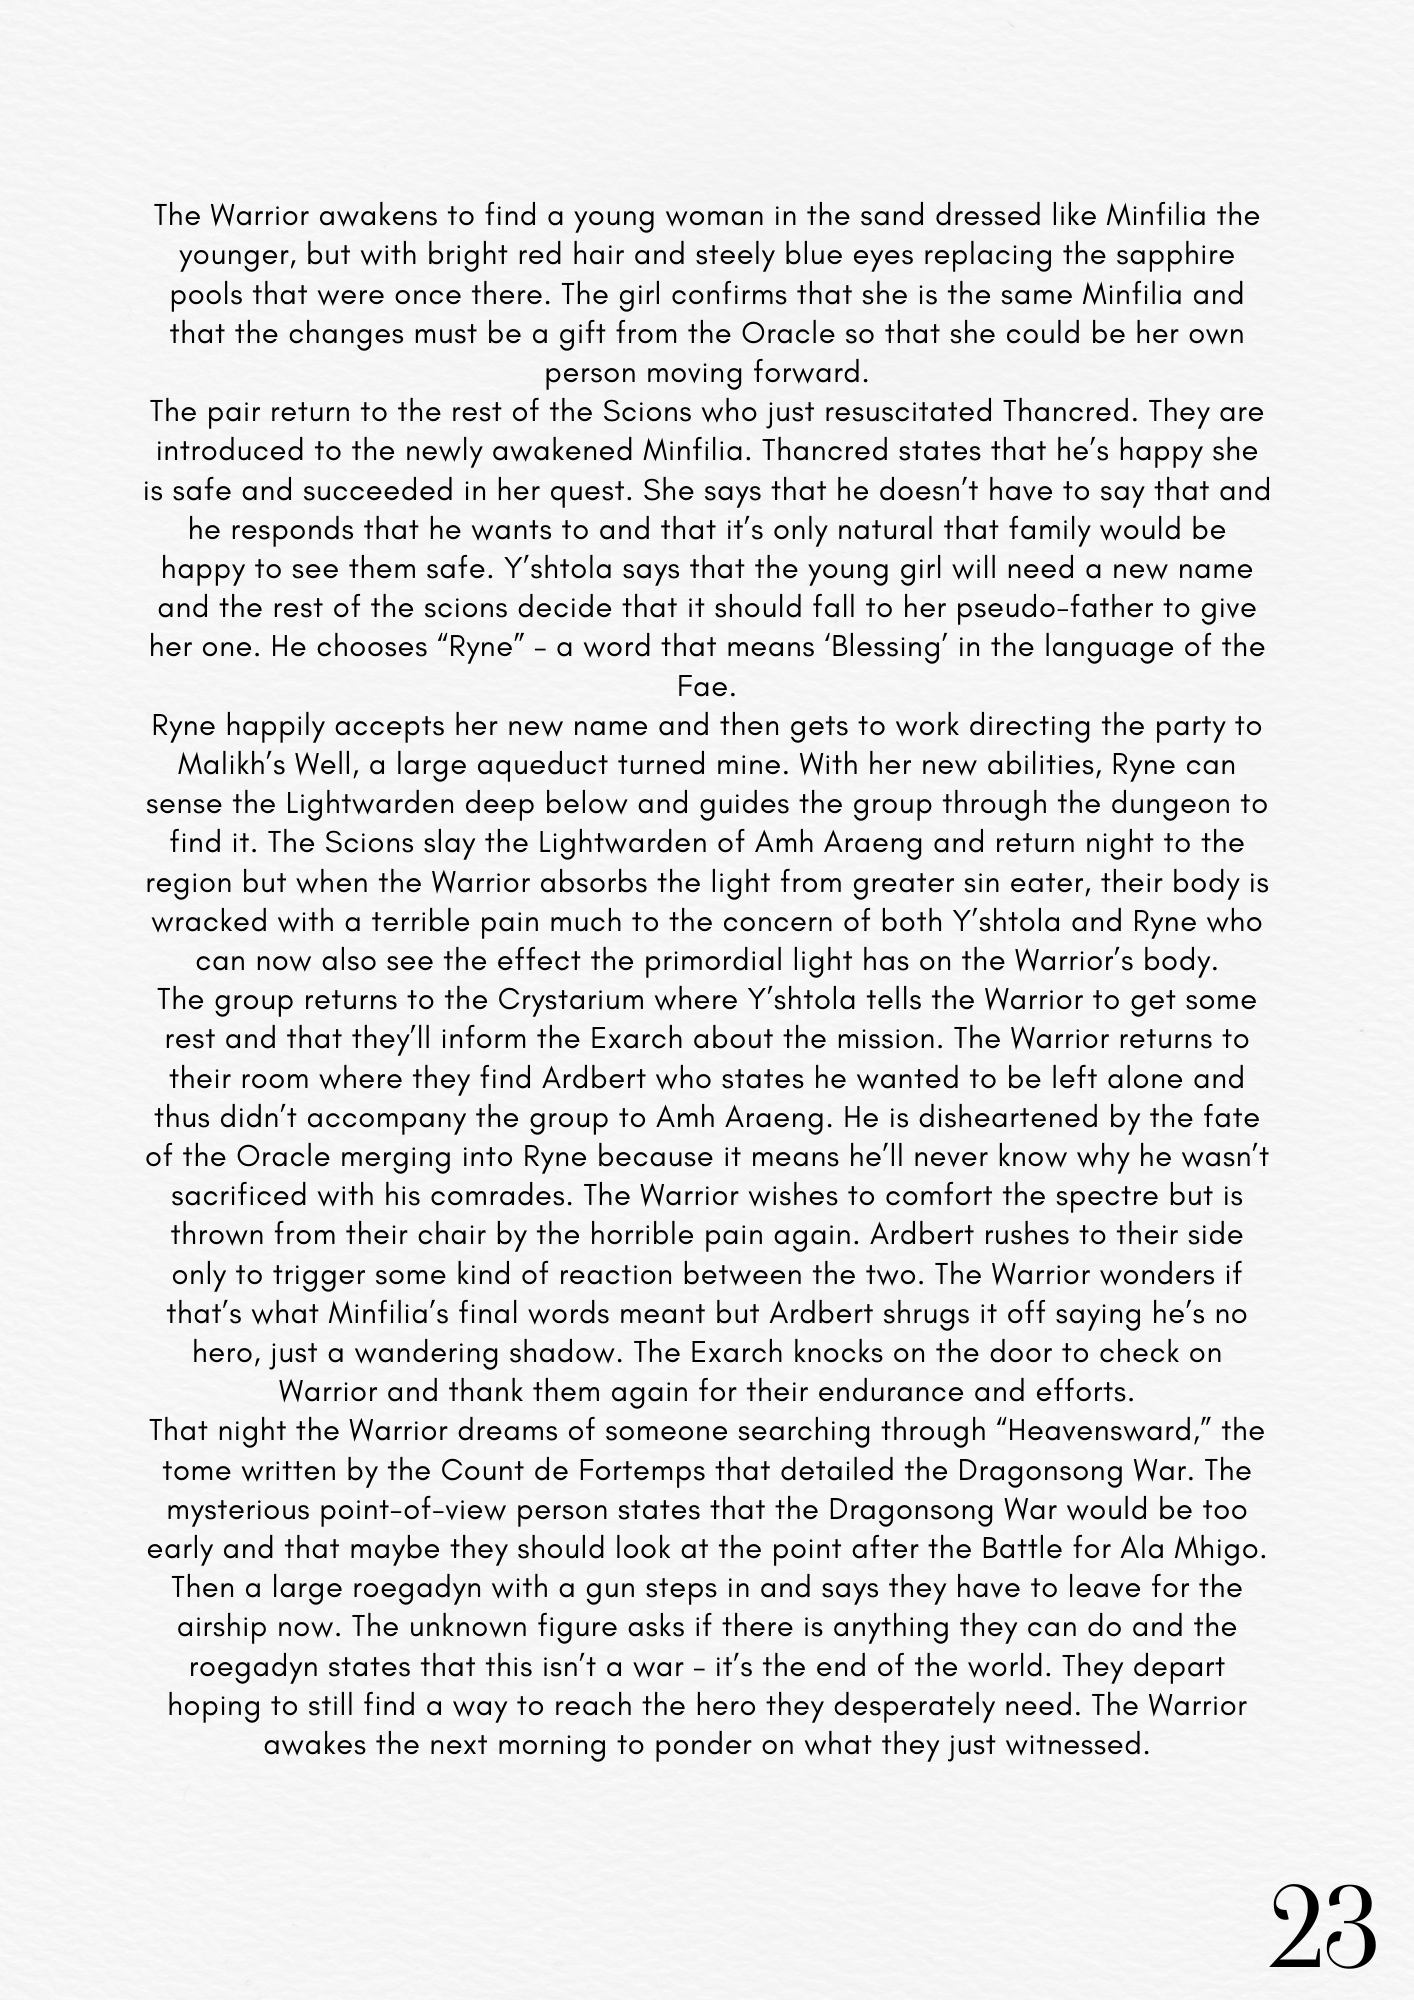 The Warrior awakens to find a young woman in the sand dressed like Minfilia the
younger, but with bright red hair and steely blue eyes replacing the sapphire
pools that were once there. The girl confirms that she is the same Minfilia and
that the changes must be a gift from the Oracle so that she could be her own
person moving forward.
The pair return to the rest of the Scions who just resuscitated Thancred. They are
introduced to the newly awakened Minfilia. Thancred states that he’s happy she
is safe and succeeded in her quest. She says that he doesn’t have to say that and
he responds that he wants to and that it’s only natural that family would be
happy to see them safe. Y’shtola says that the young girl will need a new name
and the rest of the scions decide that it should fall to her pseudo-father to give
her one. He chooses “Ryne” – a word that means ‘Blessing’ in the language of the
Fae.
Ryne happily accepts her new name and then gets to work directing the party to
Malikh’s Well, a large aqueduct turned mine. With her new abilities, Ryne can
sense the Lightwarden deep below and guides the group through the dungeon to
find it. The Scions slay the Lightwarden of Amh Araeng and return night to the
region but when the Warrior absorbs the light from greater sin eater, their body is
wracked with a terrible pain much to the concern of both Y’shtola and Ryne who
can now also see the effect the primordial light has on the Warrior’s body.
The group returns to the Crystarium where Y’shtola tells the Warrior to get some
rest and that they’ll inform the Exarch about the mission. The Warrior returns to
their room where they find Ardbert who states he wanted to be left alone and
thus didn’t accompany the group to Amh Araeng. He is disheartened by the fate
of the Oracle merging into Ryne because it means he’ll never know why he wasn’t
sacrificed with his comrades. The Warrior wishes to comfort the spectre but is
thrown from their chair by the horrible pain again. Ardbert rushes to their side
only to trigger some kind of reaction between the two. The Warrior wonders if
that’s what Minfilia’s final words meant but Ardbert shrugs it off saying he’s no
hero, just a wandering shadow. The Exarch knocks on the door to check on
Warrior and thank them again for their endurance and efforts.
That night the Warrior dreams of someone searching through “Heavensward,” the
tome written by the Count de Fortemps that detailed the Dragonsong War. The
mysterious point-of-view person states that the Dragonsong War would be too
early and that maybe they should look at the point after the Battle for Ala Mhigo.
Then a large roegadyn with a gun steps in and says they have to leave for the
airship now. The unknown figure asks if there is anything they can do and the
roegadyn states that this isn’t a war – it’s the end of the world. They depart
hoping to still find a way to reach the hero they desperately need. The Warrior
awakes the next morning to ponder on what they just witnessed.
23